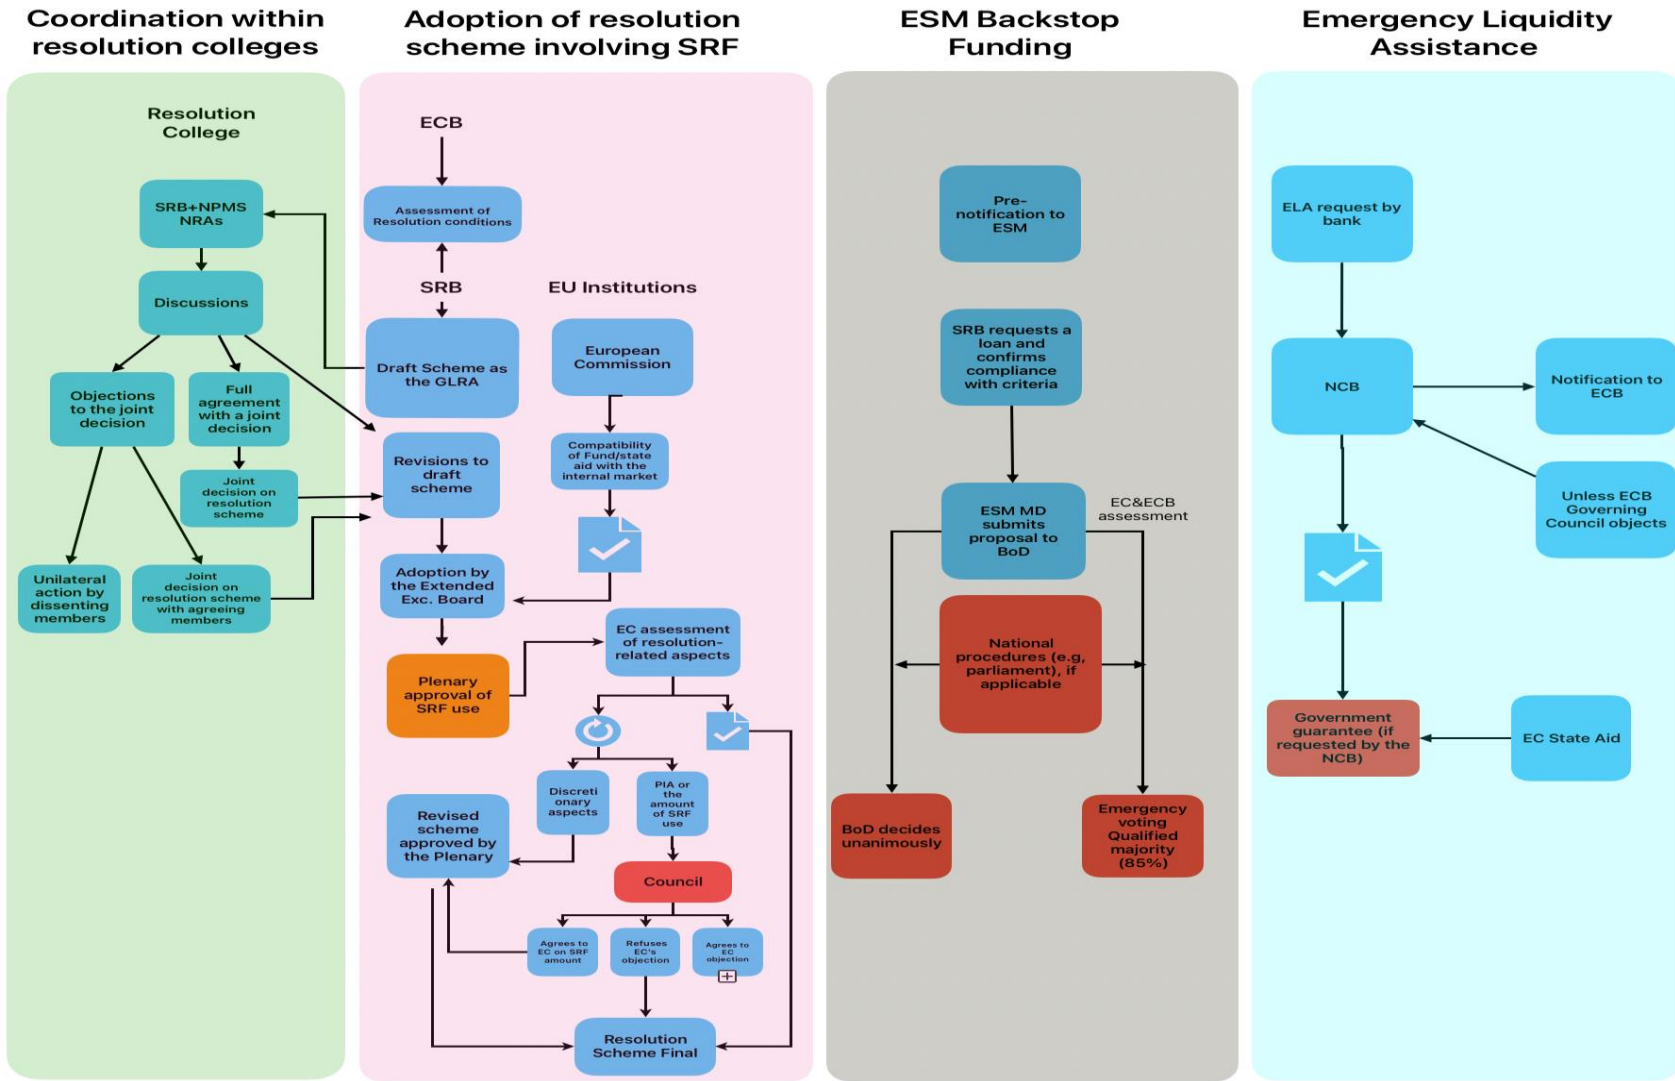 Coordination within
resolution colleges
Resolution
College
SRB+NPMS
NRAs
Discussions
Objections
to the joint
decision
Full
agreement
with a joint
decision
Joint
decision on
resolution
scheme
Unilateral
action by
dissenting
members
Joint
decision on
resolution scheme
with agreeing
members
Adoption of resolution
scheme involving SRF
ECB
Assessment of
Resolution conditions
SRB
EU Institutions
Draft Scheme as
the GLRA
European
Commission
Revisions to
draft
scheme
Compatibility
of Fund/state
aid with the
internal market
Adoption by
the Extended
Exc. Board
EC assessment
of resolution-
related aspects
Plenary
approval of
SRF use
Discreti
onary
aspects
PIA or
the
amount
of SRF
use
Revised
scheme
approved by
the Plenary
Council
Agrees to
EC on SRF
amount
Refuses
EC's
objection
Agrees to
EC
objection
Resolution
Scheme Final
ESM Backstop
Funding
Pre-
notification to
ESM
SRB requests a
loan and
confirms
compliance
with criteria
ESM MD
submits
proposal to
BoD
EC&ECB
assessment
National
procedures (e.g,
parliament), if
applicable
BoD decides
unanimously
Emergency
voting
Qualified
majority
(85%)
Emergency Liquidity
Assistance
ELA request by
bank
NCB
Notification to
ECB
Unless ECB
Governing
Council objects
Government
guarantee (if
requested by the
NCB)
EC State Aid